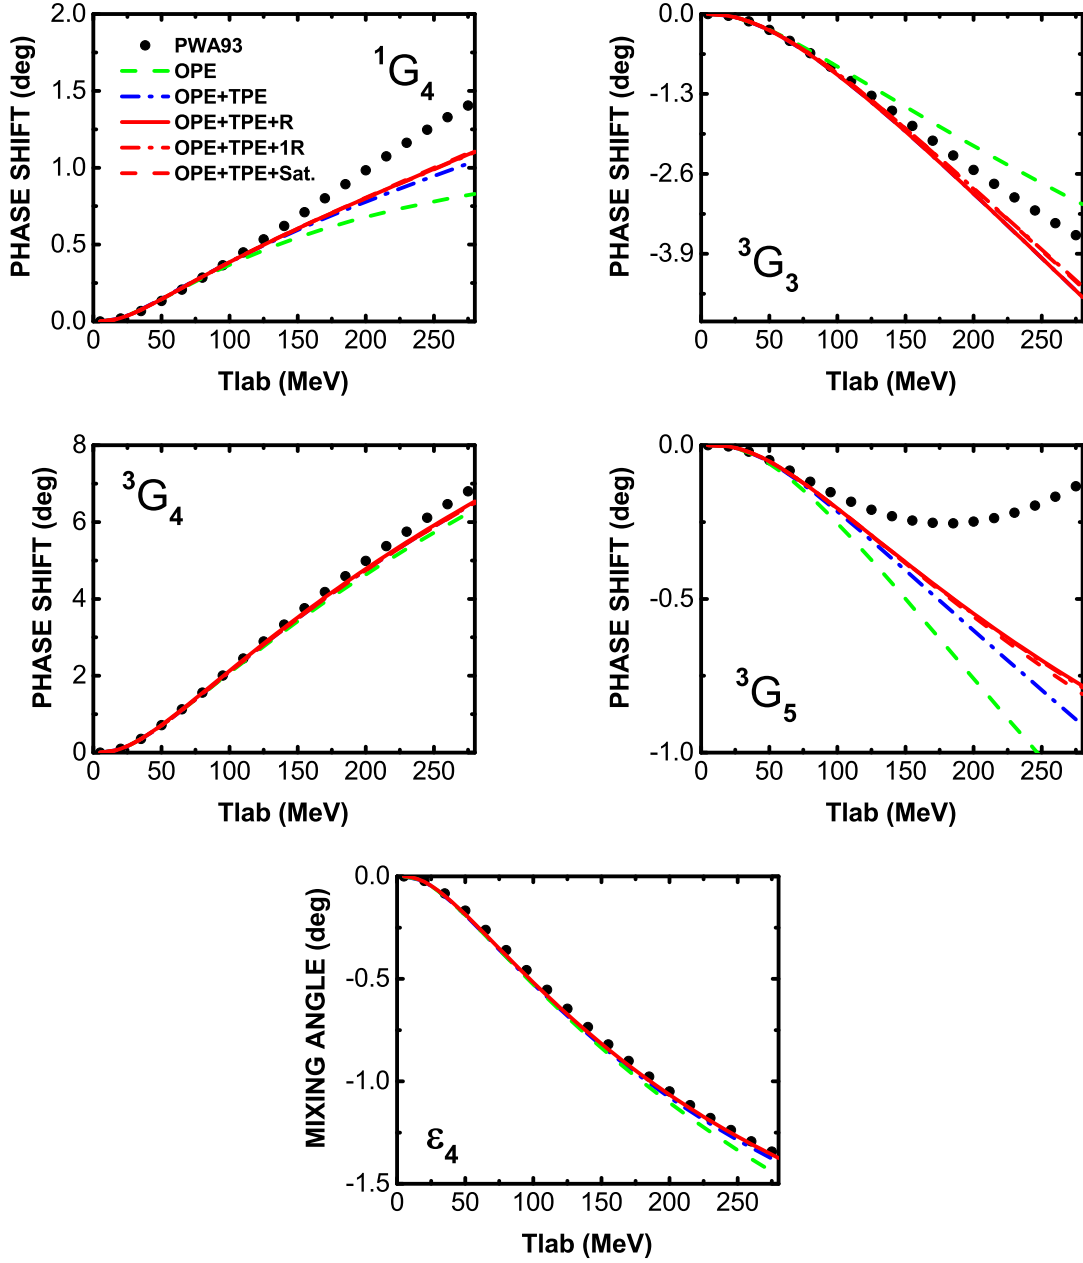 2.0
1.5
1.0
0.5
0.0
PHASE SHIFT (deg)
PWA93
OPE
OPE+TPE
OPE+TPE+R
OPE+TPE+1R
OPE+TPE+Sat.
¹G₄
0 50 100 150 200 250
Tlab (MeV)
0.0
-1.3
-2.6
-3.9
PHASE SHIFT (deg)
³G₃
0 50 100 150 200 250
Tlab (MeV)
8
6
4
2
0
PHASE SHIFT (deg)
³G₄
0 50 100 150 200 250
Tlab (MeV)
0.0
-0.5
-1.0
PHASE SHIFT (deg)
³G₅
0 50 100 150 200 250
Tlab (MeV)
0.0
-0.5
-1.0
-1.5
MIXING ANGLE (deg)
ε₄
0 50 100 150 200 250
Tlab (MeV)